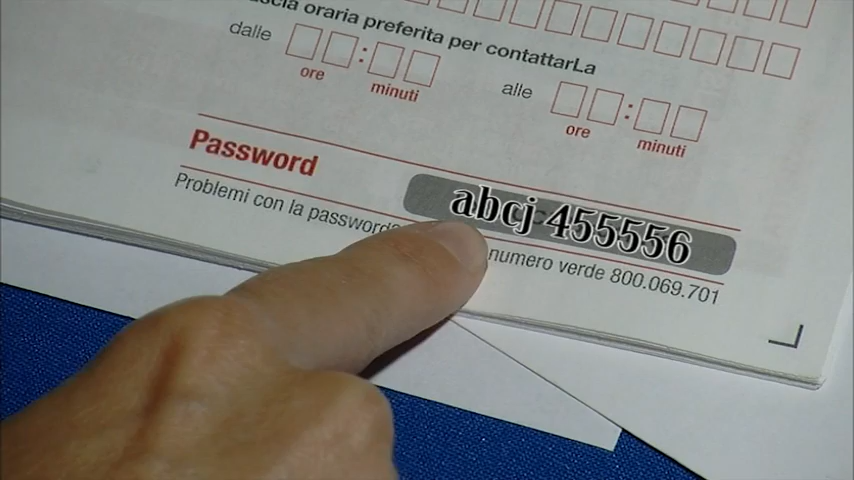 oraria preferita per contattarLa
dalle : alle :
ore minuti ore minuti
Password abcj 455556
Problemi con la password numero verde 800.069.701